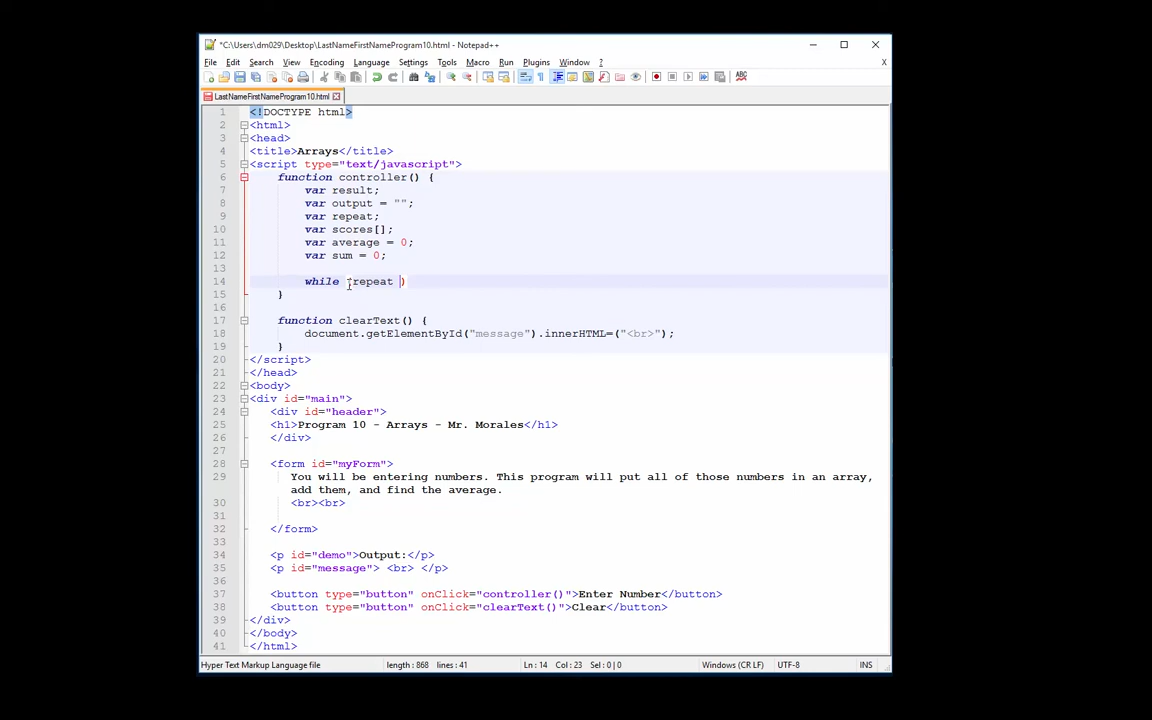 *C:\Users\dm029\Desktop\LastNameFirstNameProgram10.html - Notepad++
File Edit Search View Encoding Language Settings Tools Macro Run Plugins Window ? X
LastNameFirstNameProgram10.html
1 <!DOCTYPE html>
2 <html>
3 <head>
4 <title>Arrays</title>
5 <script type="text/javascript">
6 function controller() {
7 var result;
8 var output = "";
9 var repeat;
10 var scores[];
11 var average = 0;
12 var sum = 0;
13
14 while (repeat )
15 }
16
17 function clearText() {
18 document.getElementById("message").innerHTML=("<br>");
19 }
20 </script>
21 </head>
22 <body>
23 <div id="main">
24 <div id="header">
25 <h1>Program 10 - Arrays - Mr. Morales</h1>
26 </div>
27
28 <form id="myForm">
29 You will be entering numbers. This program will put all of those numbers in an array,
add them, and find the average.
30 <br><br>
31
32 </form>
33
34 <p id="demo">Output:</p>
35 <p id="message"> <br> </p>
36
37 <button type="button" onClick="controller()">Enter Number</button>
38 <button type="button" onClick="clearText()">Clear</button>
39 </div>
40 </body>
41 </html>
Hyper Text Markup Language file length : 868 lines : 41 Ln : 14 Col : 23 Sel : 0 | 0 Windows (CR LF) UTF-8 INS